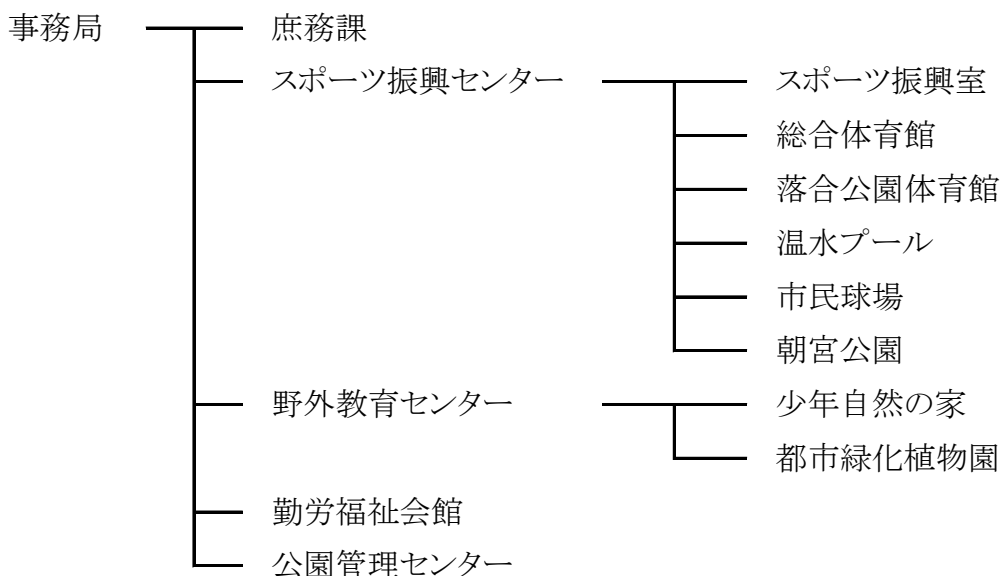 事務局 庶務課
スポーツ振興センター スポーツ振興室
総合体育館
落合公園体育館
温水プール
市民球場
朝宮公園
野外教育センター 少年自然の家
都市緑化植物園
勤労福祉会館
公園管理センター